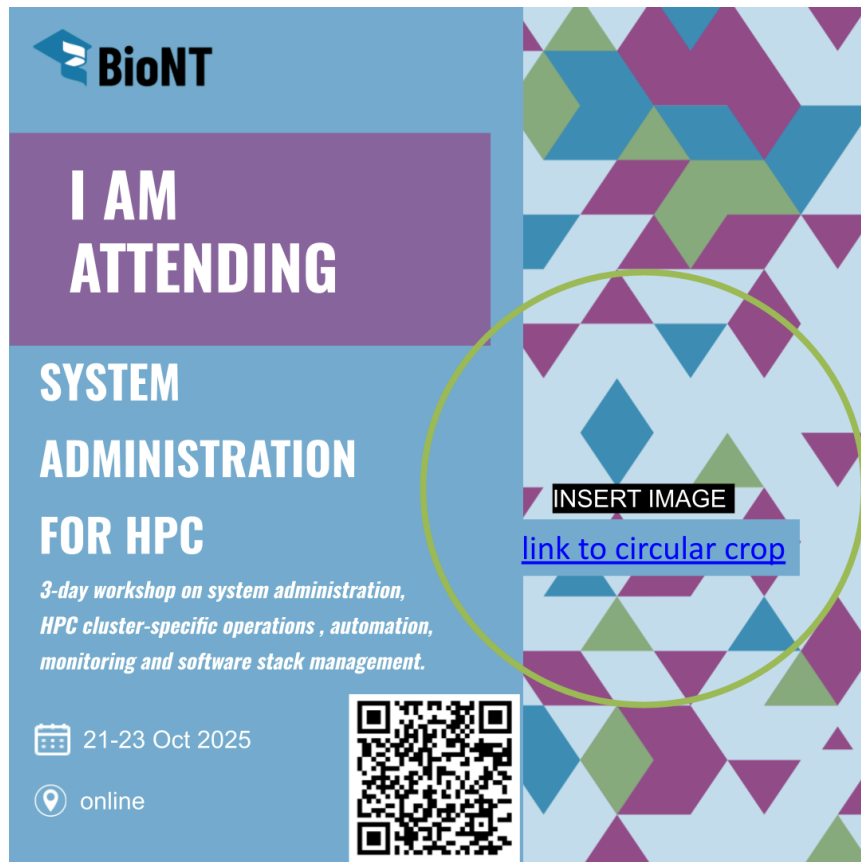 BioNT
I AM
ATTENDING
SYSTEM
ADMINISTRATION
FOR HPC
3-day workshop on system administration,
HPC cluster-specific operations , automation,
monitoring and software stack management.
21-23 Oct 2025
online
INSERT IMAGE
link to circular crop